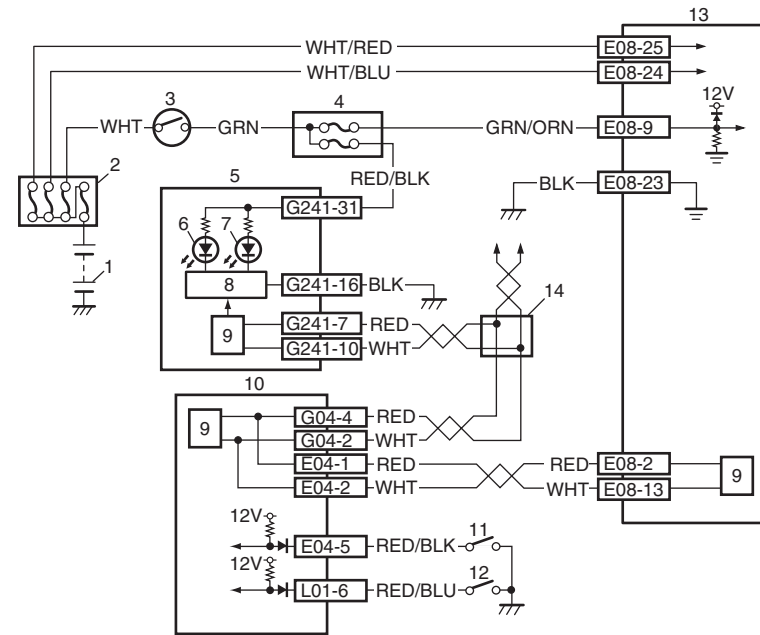 13
WHT/RED E08-25
WHT/BLU E08-24
12V
3 4
WHT GRN GRN/ORN E08-9
2 5 RED/BLK BLK E08-23
G241-31
6 7
1 8 G241-16 BLK 14
9 G241-7 RED
G241-10 WHT
10
9 G04-4 RED
G04-2 WHT
E04-1 RED RED E08-2 9
E04-2 WHT WHT E08-13
12V 11
E04-5 RED/BLK
12V 12
L01-6 RED/BLU